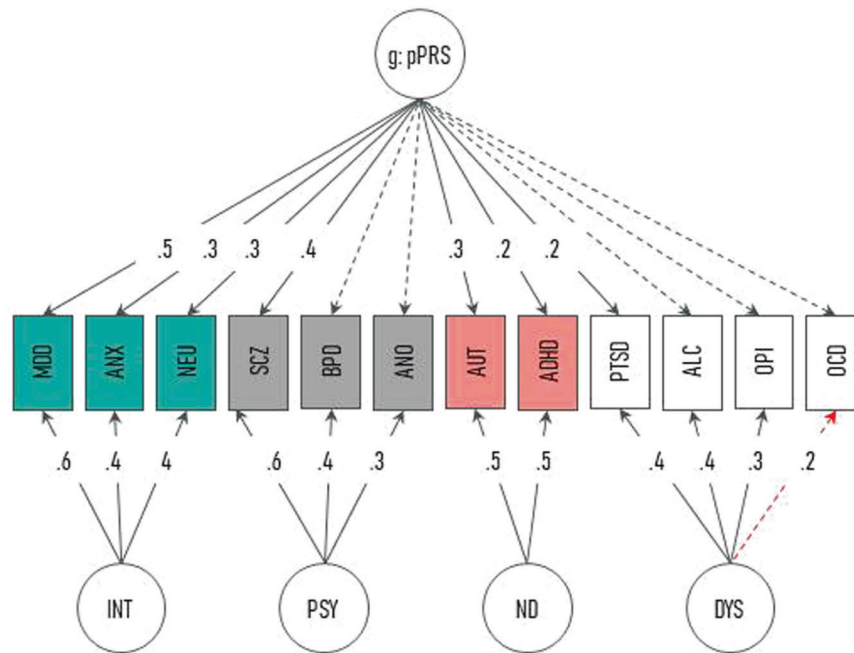 g: pPRS
.5 .3 .3 .4 .3 .2 .2
MDD ANX NEU SCZ BPD ANO AUT ADHD PTSD ALC OPI OCD
.6 .4 4 .6 .4 .3 .5 .5 .4 .4 .3 .2
INT PSY ND DYS